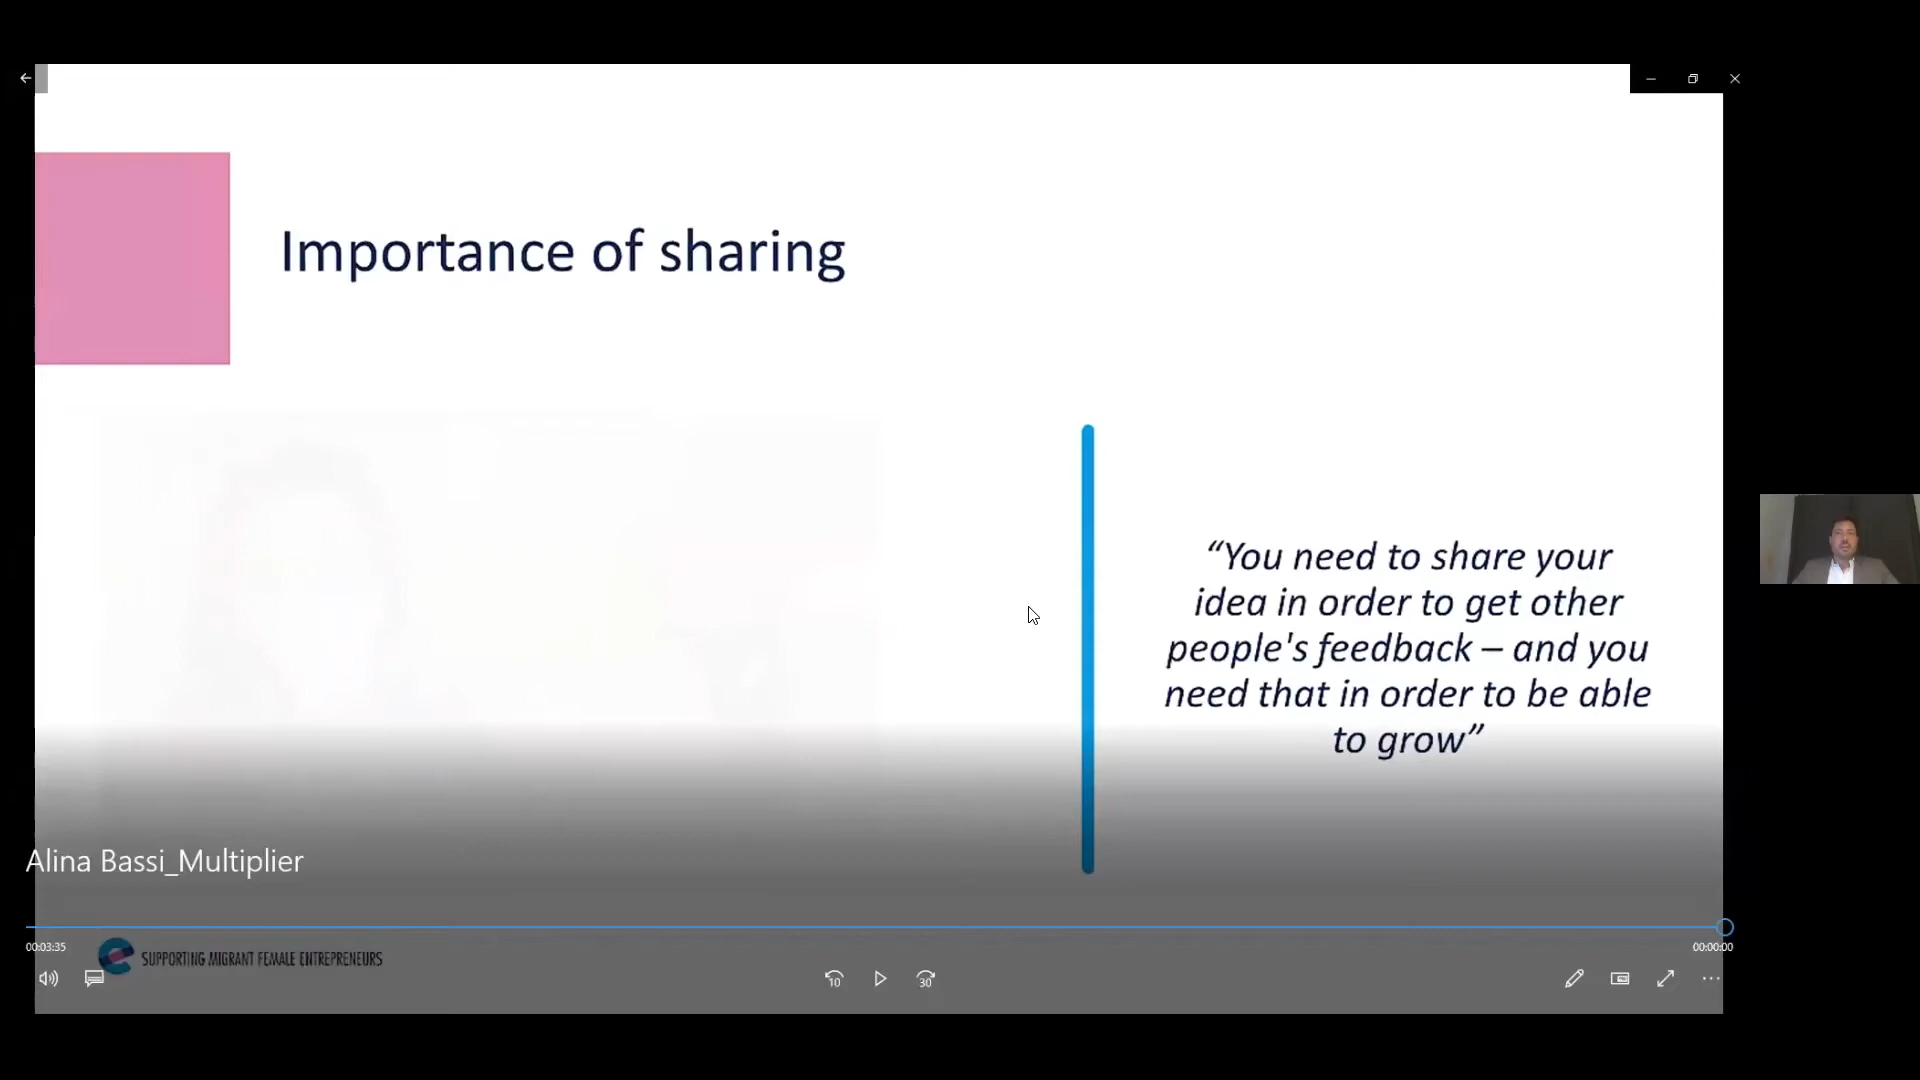 Importance of sharing
“You need to share your
idea in order to get other
people's feedback – and you
need that in order to be able
to grow”
Alina Bassi_Multiplier
00:03:35
00:00:00
SUPPORTING MIGRANT FEMALE ENTREPRENEURS
10
30